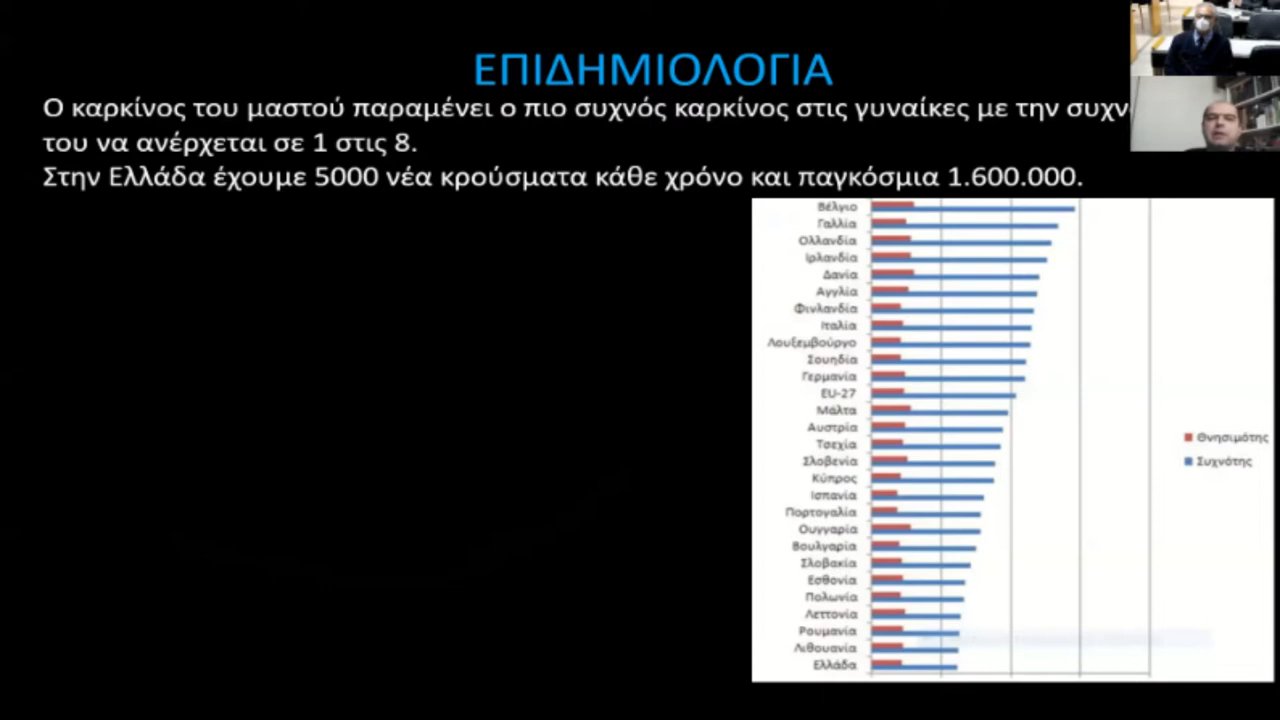 ΕΠΙΔΗΜΙΟΛΟΓΙΑ
Ο καρκίνος του μαστού παραμένει ο πιο συχνός καρκίνος στις γυναίκες με την
του να ανέρχεται σε 1 στις 8.
Στην Ελλάδα έχουμε 5000 νέα κρούσματα κάθε χρόνο και παγκόσμια 1.600.000.
Βέλγιο
Γαλλία
Ολλανδία
Ιρλανδία
Δανία
Αγγλία
Φινλανδία
Ιταλία
Λουξεμβούργο
Σουηδία
Γερμανία
EU-27
Μάλτα
Αυστρία
Τσεχία
Σλοβενία
Κύπρος
Ισπανία
Πορτογαλία
Ουγγαρία
Βουλγαρία
Σλοβακία
Εσθονία
Πολωνία
Λεττονία
Ρουμανία
Λιθουανία
Ελλάδα
Θνησιμότης
Συχνότης